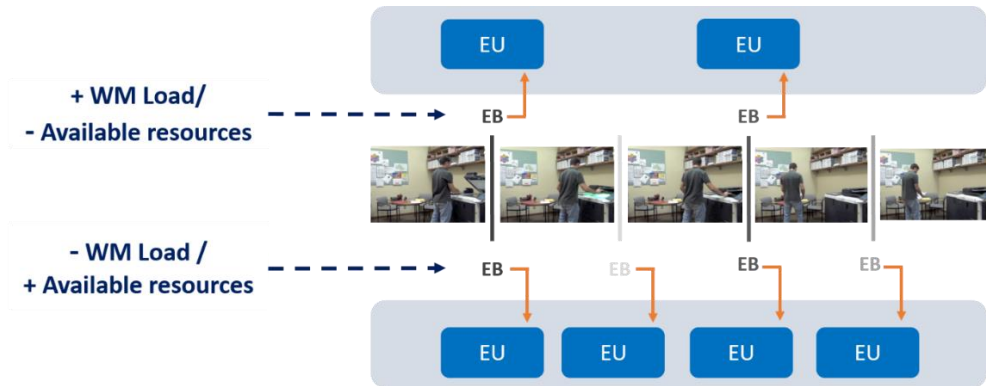 EU EU
+ WM Load/
- Available resources
EB EB
- WM Load /
+ Available resources
EB EB EB EB
EU EU EU EU